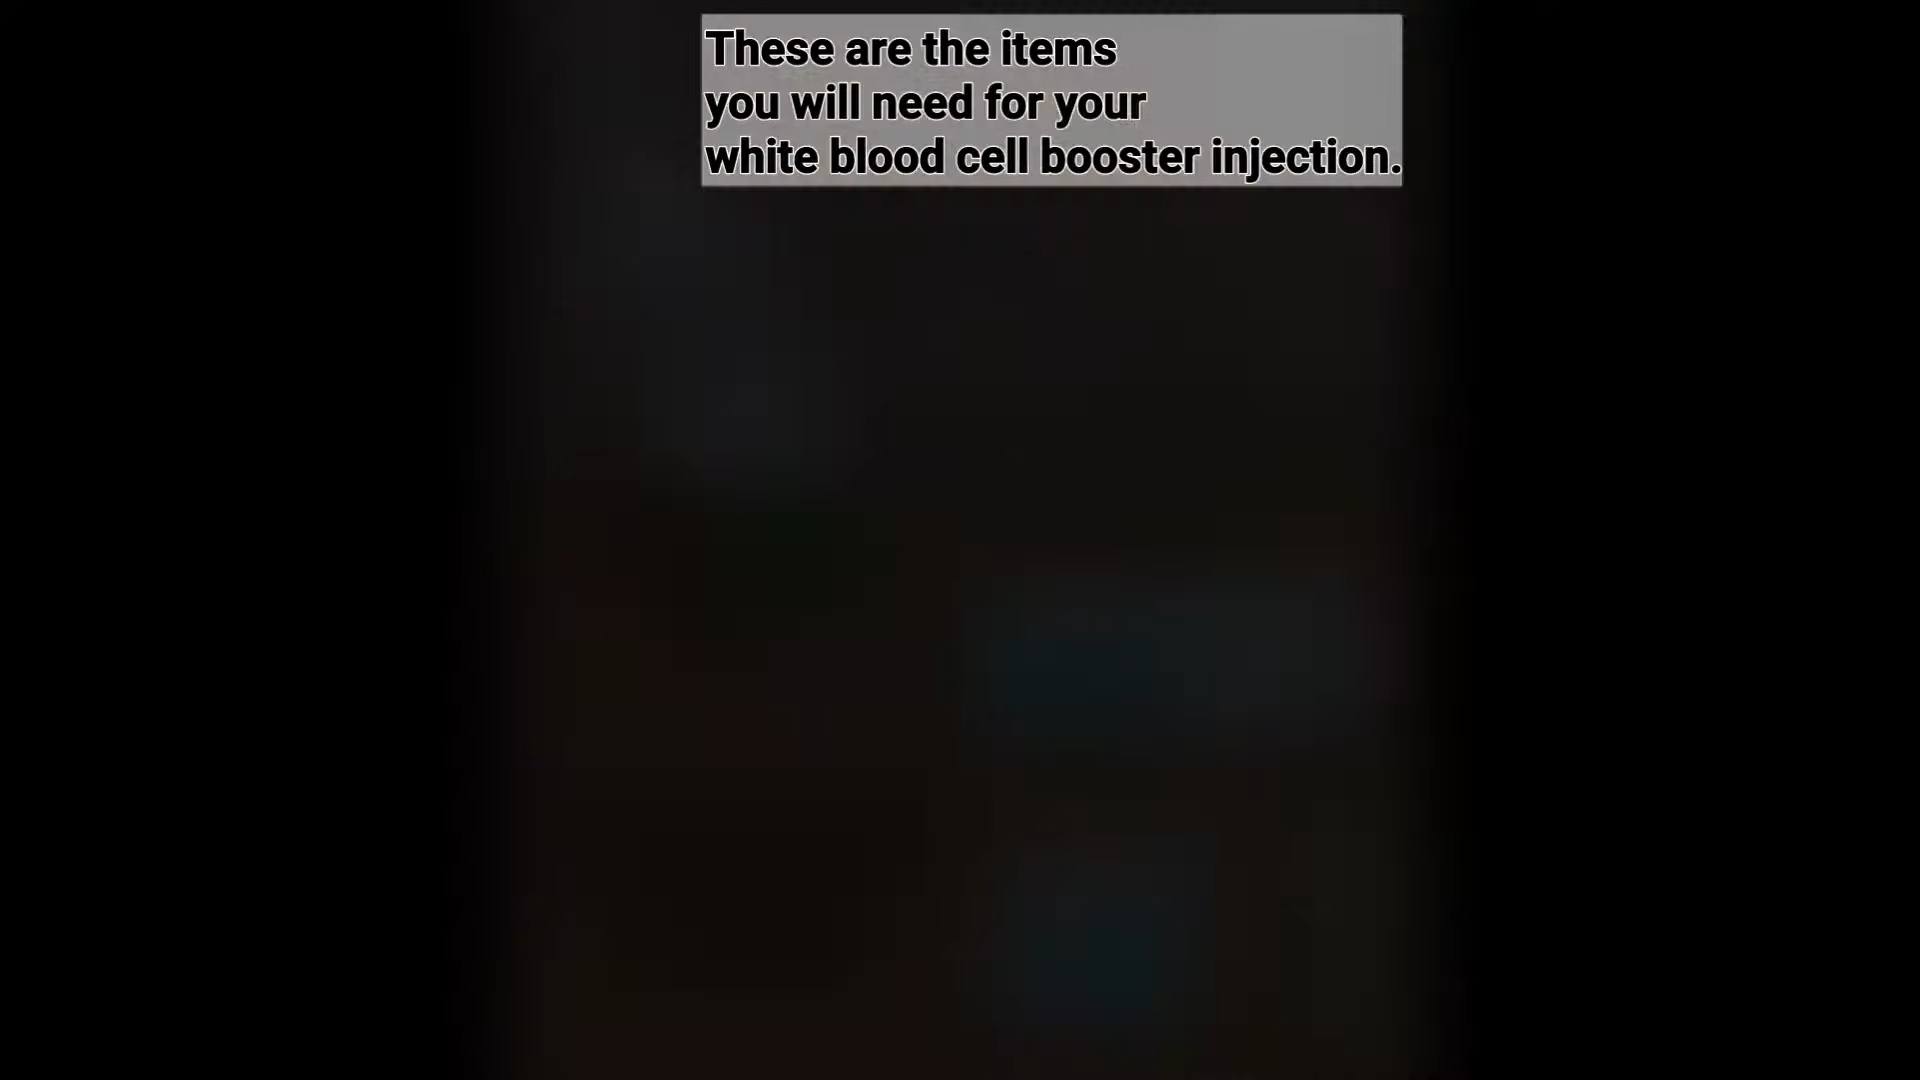 These are the items
you will need for your
white blood cell booster injection.